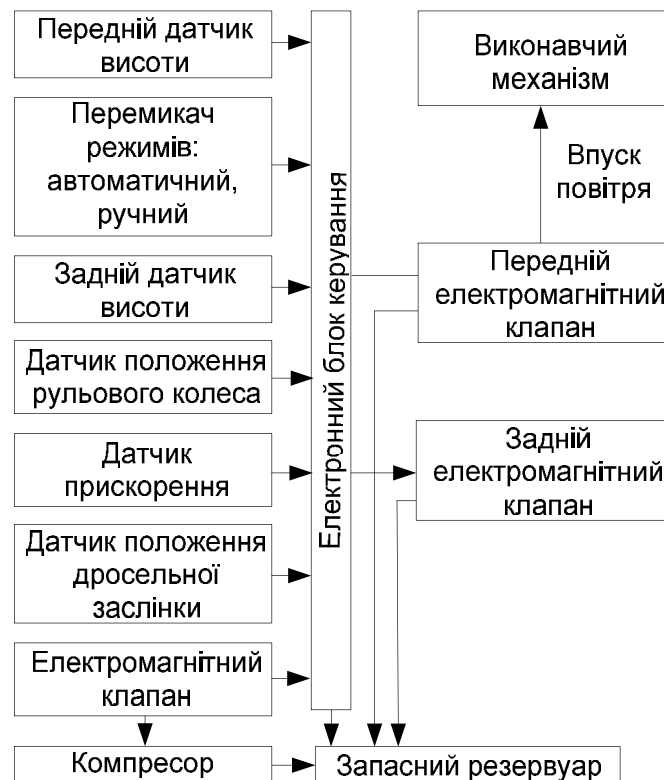 Передній датчик
висоти
Перемикач
режимів:
автоматичний,
ручний
Задній датчик
висоти
Датчик положення
рульового колеса
Датчик
прискорення
Датчик положення
дросельної
заслінки
Електромагнітний
клапан
Компресор
Електронний блок керування
Виконавчий
механізм
Впуск
повітря
Передній
електромагнітний
клапан
Задній
електромагнітний
клапан
Запасний резервуар